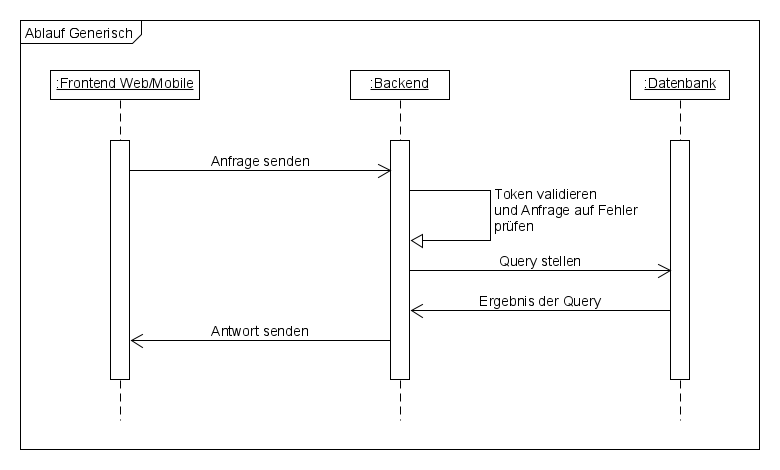 Ablauf Generisch
:Frontend Web/Mobile
:Backend
:Datenbank
Anfrage senden
Token validieren
und Anfrage auf Fehler
prüfen
Query stellen
Ergebnis der Query
Antwort senden